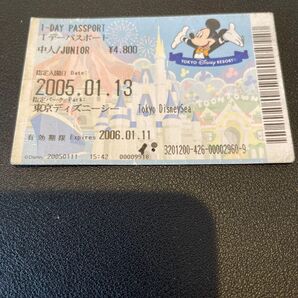 1-DAY PASSPORT
1デーパスポート
中人/JUNIOR ¥4,800
TOKYO Disney RESORT
指定入園日 Date:
2005.01.13
指定パーク Park:
東京ディズニーシー Tokyo DisneySea
TOONTOWN
有効期限 Expires 2006.01.11
3201200-426-00002960-9
©Disney 20050111 15:42 00009918